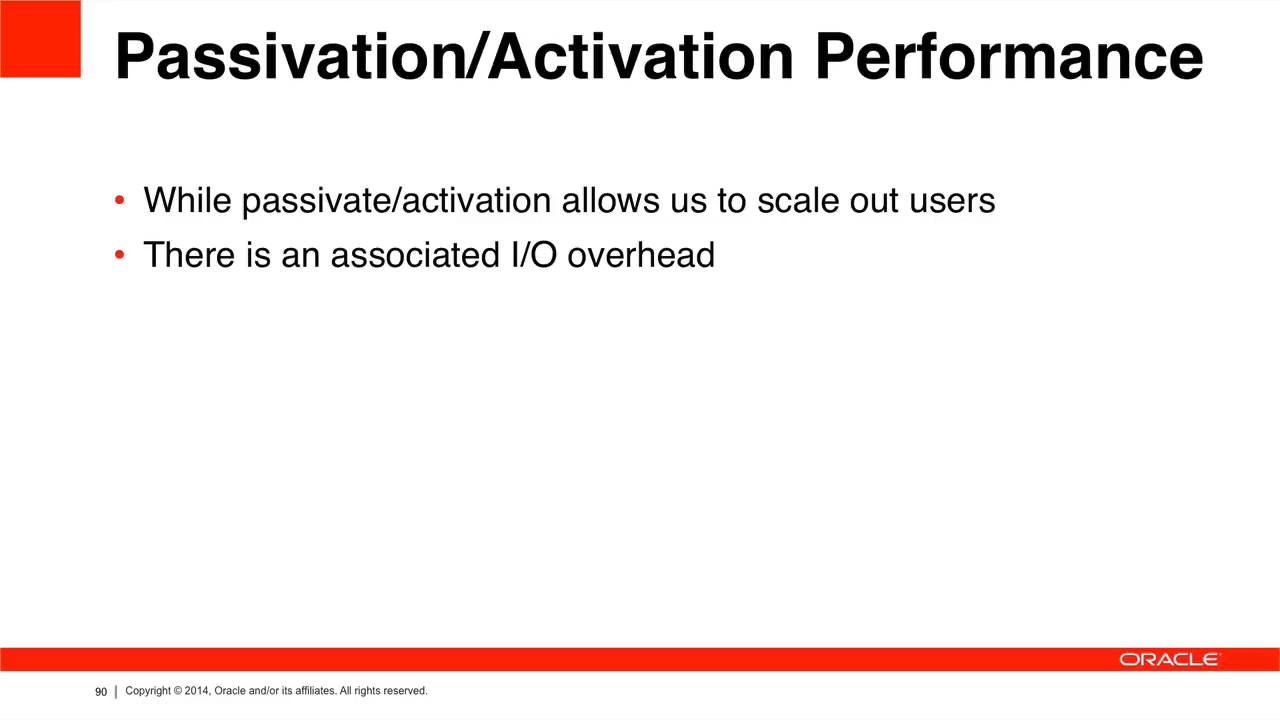 Passivation/Activation Performance
• While passivate/activation allows us to scale out users
• There is an associated I/O overhead
ORACLE
90 | Copyright © 2014, Oracle and/or its affiliates. All rights reserved.